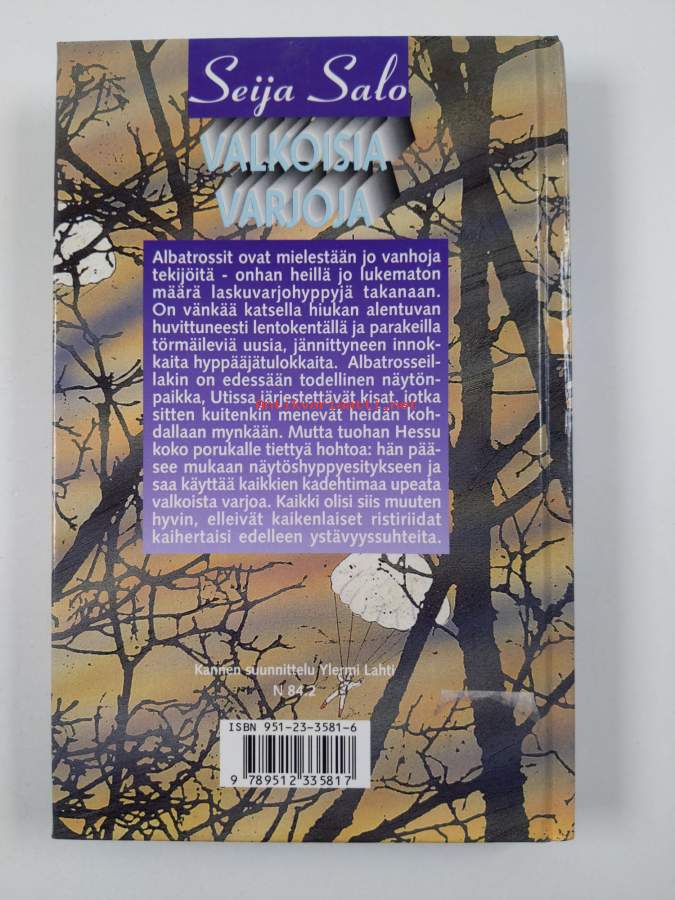 Seija Salo
VALKOISIA
VARJOJA
Albatrossit ovat mielestään jo vanhoja
tekijöitä - onhan heillä jo lukematon
määrä laskuvarjohyppyjä takanaan.
On vänkää katsella hiukan alentuvan
huvittuneesti lentokentällä ja parakeilla
törmäileviä uusia, jännittyneen innok-
kaita hyppääjätulokkaita. Albatrosseil-
lakin on edessään todellinen näytön-
paikka, Utissa järjestettävät kisat, jotka
sitten kuitenkin menevät heidän koh-
dallaan mynkään. Mutta tuohan Hessu
koko porukalle tiettyä hohtoa: hän pää-
see mukaan näytöshyppyesitykseen ja
saa käyttää kaikkien kadehtimaa upeata
valkoista varjoa. Kaikki olisi siis muuten
hyvin, elleivät kaikenlaiset ristiriidat
kaihertaisi edelleen ystävyyssuhteita.
Kannen suunnittelu Ylermi Lahti
N 84.2
ISBN 951-23-3581-6
9 789512 335817